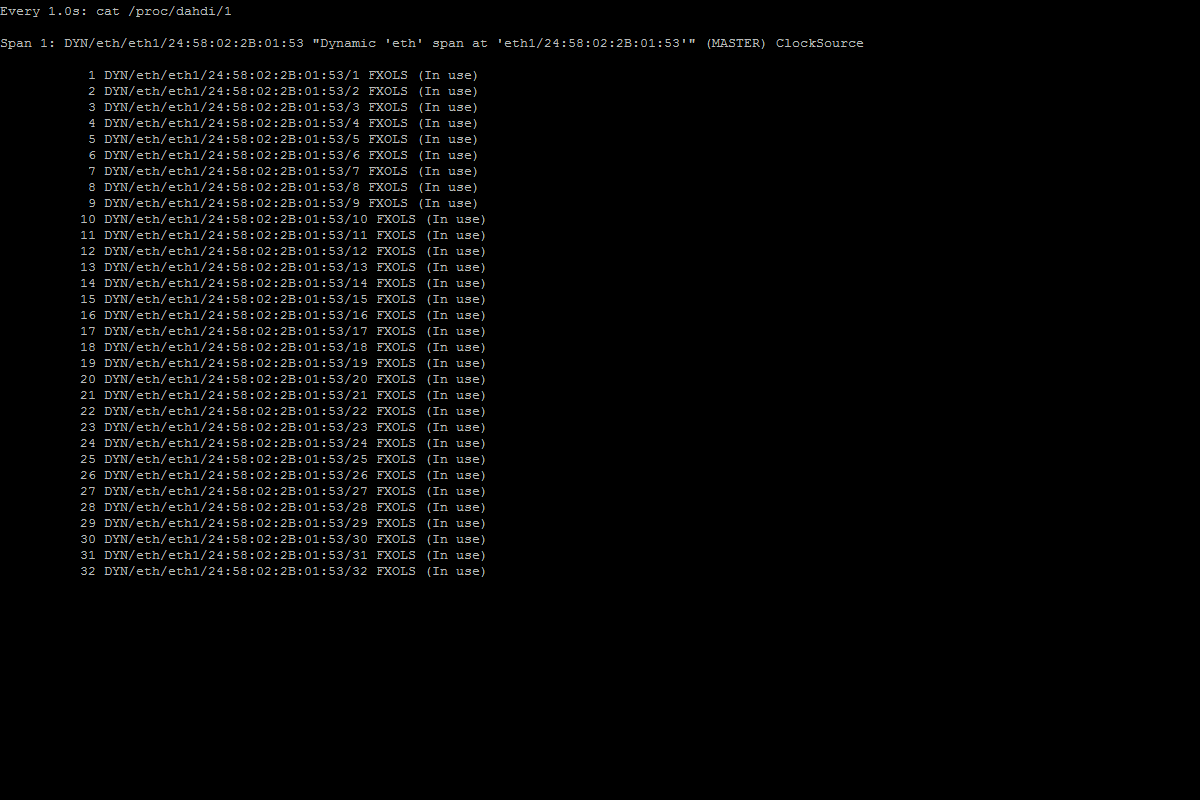 Every 1.0s: cat /proc/dahdi/1
Span 1: DYN/eth/eth1/24:58:02:2B:01:53 "Dynamic 'eth' span at 'eth1/24:58:02:2B:01:53'" (MASTER) ClockSource
1 DYN/eth/eth1/24:58:02:2B:01:53/1 FXOLS (In use)
2 DYN/eth/eth1/24:58:02:2B:01:53/2 FXOLS (In use)
3 DYN/eth/eth1/24:58:02:2B:01:53/3 FXOLS (In use)
4 DYN/eth/eth1/24:58:02:2B:01:53/4 FXOLS (In use)
5 DYN/eth/eth1/24:58:02:2B:01:53/5 FXOLS (In use)
6 DYN/eth/eth1/24:58:02:2B:01:53/6 FXOLS (In use)
7 DYN/eth/eth1/24:58:02:2B:01:53/7 FXOLS (In use)
8 DYN/eth/eth1/24:58:02:2B:01:53/8 FXOLS (In use)
9 DYN/eth/eth1/24:58:02:2B:01:53/9 FXOLS (In use)
10 DYN/eth/eth1/24:58:02:2B:01:53/10 FXOLS (In use)
11 DYN/eth/eth1/24:58:02:2B:01:53/11 FXOLS (In use)
12 DYN/eth/eth1/24:58:02:2B:01:53/12 FXOLS (In use)
13 DYN/eth/eth1/24:58:02:2B:01:53/13 FXOLS (In use)
14 DYN/eth/eth1/24:58:02:2B:01:53/14 FXOLS (In use)
15 DYN/eth/eth1/24:58:02:2B:01:53/15 FXOLS (In use)
16 DYN/eth/eth1/24:58:02:2B:01:53/16 FXOLS (In use)
17 DYN/eth/eth1/24:58:02:2B:01:53/17 FXOLS (In use)
18 DYN/eth/eth1/24:58:02:2B:01:53/18 FXOLS (In use)
19 DYN/eth/eth1/24:58:02:2B:01:53/19 FXOLS (In use)
20 DYN/eth/eth1/24:58:02:2B:01:53/20 FXOLS (In use)
21 DYN/eth/eth1/24:58:02:2B:01:53/21 FXOLS (In use)
22 DYN/eth/eth1/24:58:02:2B:01:53/22 FXOLS (In use)
23 DYN/eth/eth1/24:58:02:2B:01:53/23 FXOLS (In use)
24 DYN/eth/eth1/24:58:02:2B:01:53/24 FXOLS (In use)
25 DYN/eth/eth1/24:58:02:2B:01:53/25 FXOLS (In use)
26 DYN/eth/eth1/24:58:02:2B:01:53/26 FXOLS (In use)
27 DYN/eth/eth1/24:58:02:2B:01:53/27 FXOLS (In use)
28 DYN/eth/eth1/24:58:02:2B:01:53/28 FXOLS (In use)
29 DYN/eth/eth1/24:58:02:2B:01:53/29 FXOLS (In use)
30 DYN/eth/eth1/24:58:02:2B:01:53/30 FXOLS (In use)
31 DYN/eth/eth1/24:58:02:2B:01:53/31 FXOLS (In use)
32 DYN/eth/eth1/24:58:02:2B:01:53/32 FXOLS (In use)